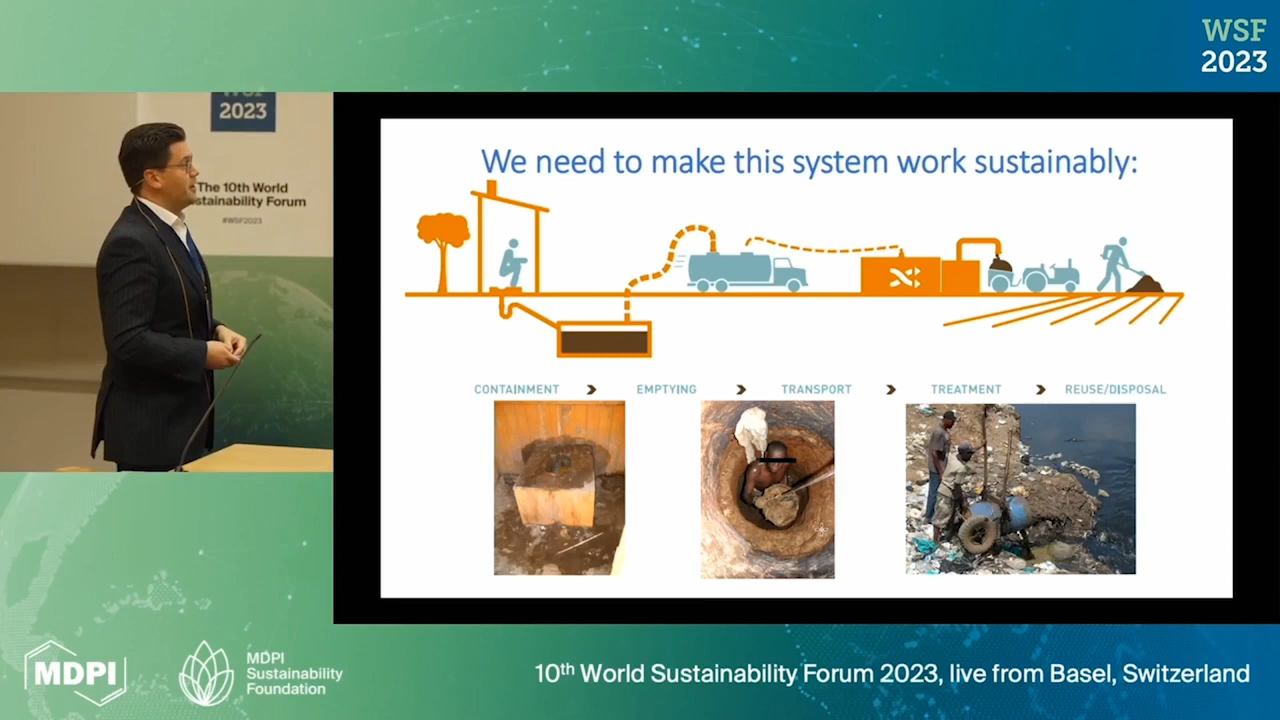 WSF
2023
2023
The 10th World
Sustainability Forum
#WSF2023
We need to make this system work sustainably:
CONTAINMENT
EMPTYING
TRANSPORT
TREATMENT
REUSE/DISPOSAL
MDPI
MDPI
Sustainability
Foundation
10th World Sustainability Forum 2023, live from Basel, Switzerland